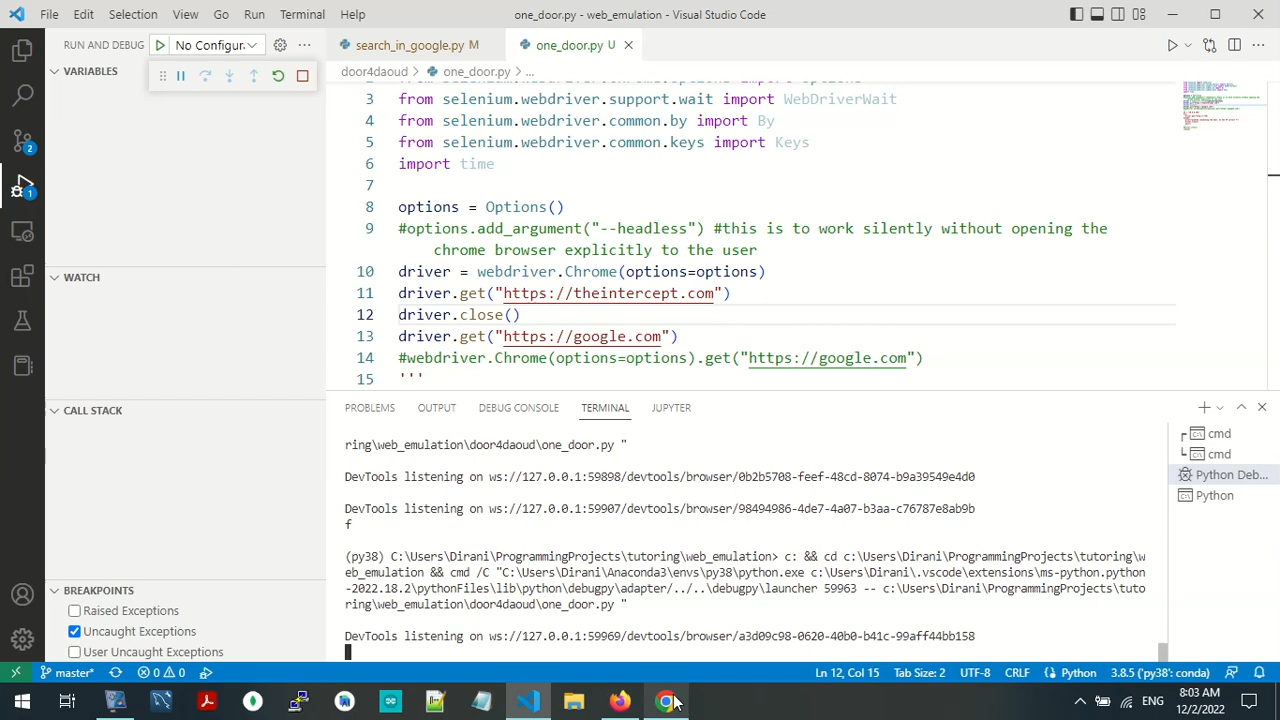 File Edit Selection View Go Run Terminal Help one_door.py - web_emulation - Visual Studio Code
RUN AND DEBUG No Configur. search_in_google.py M one_door.py U
VARIABLES
door4daoud > one_door.py > ...
3 from selenium.webdriver.support.wait import WebDriverWait
4 from selenium.webdriver.common.by import By
5 from selenium.webdriver.common.keys import Keys
6 import time
7
8 options = Options()
9 #options.add_argument("--headless") #this is to work silently without opening the
chrome browser explicitly to the user
10 driver = webdriver.Chrome(options=options)
11 driver.get("https://theintercept.com")
12 driver.close()
13 driver.get("https://google.com")
14 #webdriver.Chrome(options=options).get("https://google.com")
15 '''
WATCH
CALL STACK
BREAKPOINTS
Raised Exceptions
Uncaught Exceptions
User Uncaught Exceptions
PROBLEMS OUTPUT DEBUG CONSOLE TERMINAL JUPYTER
ring\web_emulation\door4daoud\one_door.py "
DevTools listening on ws://127.0.0.1:59898/devtools/browser/0b2b5708-feef-48cd-8074-b9a39549e4d0
DevTools listening on ws://127.0.0.1:59907/devtools/browser/98494986-4de7-4a07-b3aa-c76787e8ab9b
f
(py38) C:\Users\Dirani\ProgrammingProjects\tutoring\web_emulation> c: && cd c:\Users\Dirani\ProgrammingProjects\tutoring\w
eb_emulation && cmd /C "C:\Users\Dirani\Anaconda3\envs\py38\python.exe c:\Users\Dirani\.vscode\extensions\ms-python.python
-2022.18.2\pythonFiles\lib\python\debugpy\adapter/../..\debugpy\launcher 59963 -- c:\Users\Dirani\ProgrammingProjects\tuto
ring\web_emulation\door4daoud\one_door.py "
DevTools listening on ws://127.0.0.1:59969/devtools/browser/a3d09c98-0620-40b0-b41c-99aff44bb158
cmd
cmd
Python Deb...
Python
2
1
master* 0 0 Ln 12, Col 15 Tab Size: 2 UTF-8 CRLF Python 3.8.5 ('py38': conda)
ENG 8:03 AM
12/2/2022